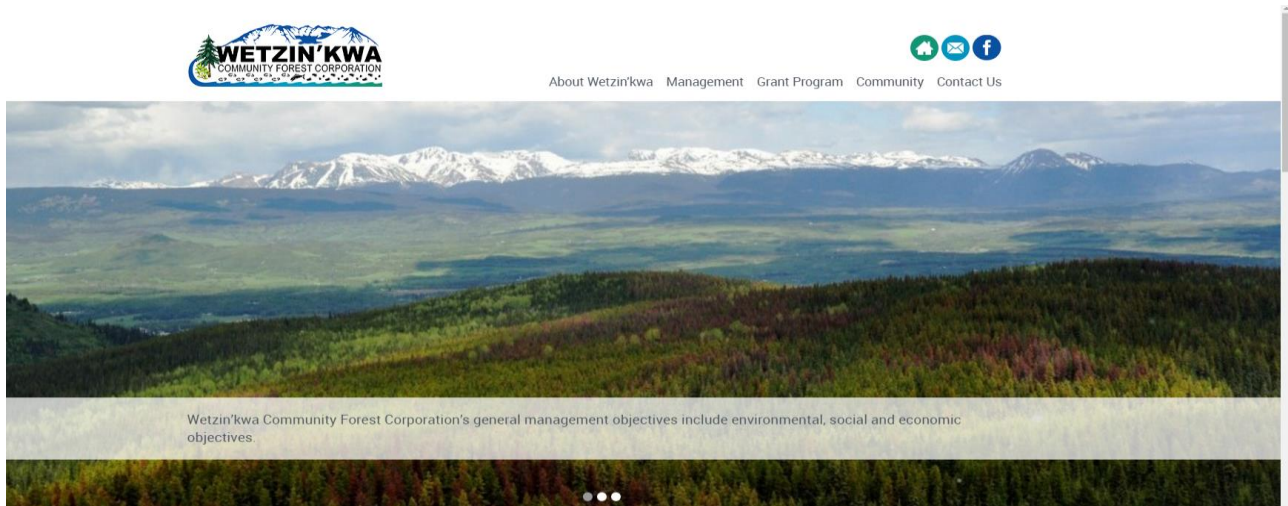 WETZIN'KWA
COMMUNITY FOREST CORPORATION
About Wetzin'kwa Management Grant Program Community Contact Us
Wetzin'kwa Community Forest Corporation's general management objectives include environmental, social and economic
objectives.